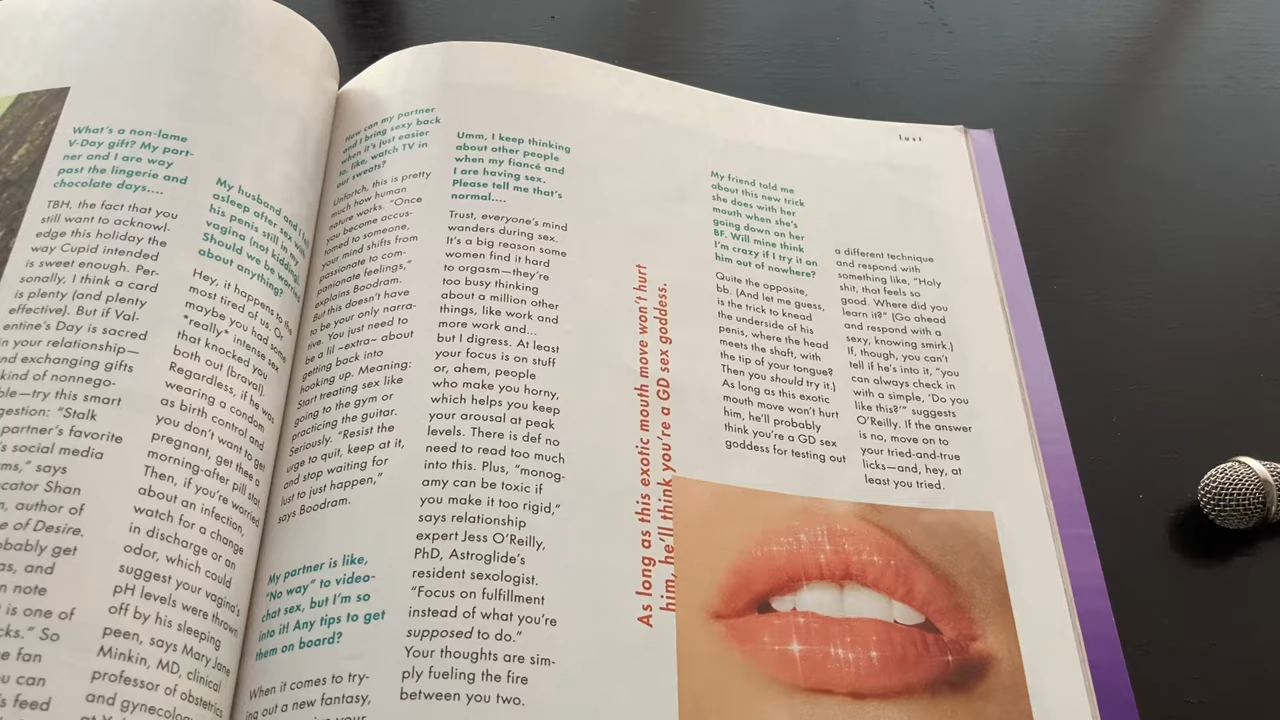 What's a non-lame
V-Day gift? My part-
ner and I are way
past the lingerie and
chocolate days....
TBH, the fact that you
still want to acknowl-
edge this holiday the
way Cupid intended
is sweet enough. Per-
sonally, I think a card
is plenty (and plenty
effective). But if Val-
entine's Day is sacred
in your relationship—
and exchanging gifts
kind of nonnego-
ble—try this smart
gestion: "Stalk
partner's favorite
's social media
ms," says
cator Shan
n, author of
e of Desire.
obably get
as, and
n note
t is one of
cks." So
e fan
u can
's feed
My husband and I fell
asleep after sex with
his penis still in my
vagina (not kidding).
Should we be worried
about anything?
Hey, it happens to the
most tired of us. Or
maybe you had some
*really* intense sex
that knocked you
both out (brava!).
Regardless, if he was
wearing a condom
as birth control and
you don't want to get
pregnant, get thee a
morning-after pill stat.
Then, if you're worried
about an infection,
watch for a change
in discharge or an
odor, which could
suggest your vagina's
pH levels were thrown
off by his sleeping
peen, says Mary Jane
Minkin, MD, clinical
professor of obstetrics
and gynecology
How can my partner
and I bring sexy back
when it's just easier
to, like, watch TV in
our sweats?
Unfortch, this is pretty
much how human
nature works. "Once
you become accus-
tomed to someone,
your mind shifts from
passionate to com-
panionate feelings,"
explains Boodram.
But this doesn't have
to be your only narra-
tive. You just need to
be a lil ~extra~ about
getting back into
hooking up. Meaning:
Start treating sex like
going to the gym or
practicing the guitar.
Seriously. "Resist the
urge to quit, keep at it,
and stop waiting for
lust to just happen,"
says Boodram.
My partner is like,
"No way" to video-
chat sex, but I'm so
into it! Any tips to get
them on board?
When it comes to try-
ing out a new fantasy,
Umm, I keep thinking
about other people
when my fiancé and
I are having sex.
Please tell me that's
normal....
Trust, everyone's mind
wanders during sex.
It's a big reason some
women find it hard
to orgasm—they're
too busy thinking
about a million other
things, like work and
more work and...
but I digress. At least
your focus is on stuff
or, ahem, people
who make you horny,
which helps you keep
your arousal at peak
levels. There is def no
need to read too much
into this. Plus, "monog-
amy can be toxic if
you make it too rigid,"
says relationship
expert Jess O'Reilly,
PhD, Astroglide's
resident sexologist.
"Focus on fulfillment
instead of what you're
supposed to do."
Your thoughts are sim-
ply fueling the fire
between you two.
As long as this exotic mouth move won't hurt
him, he'll think you're a GD sex goddess.
lust
My friend told me
about this new trick
she does with her
mouth when she's
going down on her
BF. Will mine think
I'm crazy if I try it on
him out of nowhere?
Quite the opposite,
bb. (And let me guess,
is the trick to knead
the underside of his
penis, where the head
meets the shaft, with
the tip of your tongue?
Then you should try it.)
As long as this exotic
mouth move won't hurt
him, he'll probably
think you're a GD sex
goddess for testing out
a different technique
and respond with
something like, "Holy
shit, that feels so
good. Where did you
learn it?" (Go ahead
and respond with a
sexy, knowing smirk.)
If, though, you can't
tell if he's into it, "you
can always check in
with a simple, 'Do you
like this?'" suggests
O'Reilly. If the answer
is no, move on to
your tried-and-true
licks—and, hey, at
least you tried.